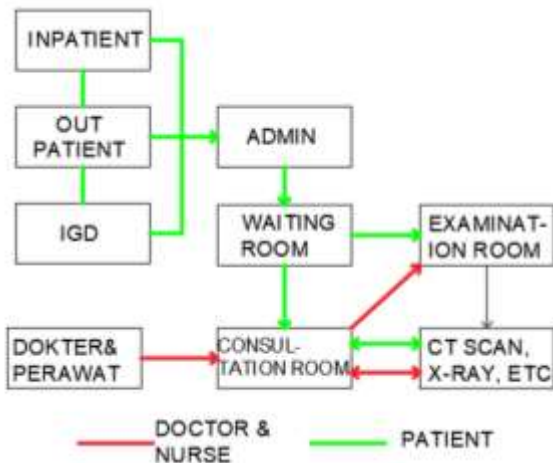 INPATIENT
OUT
PATIENT
IGD
ADMIN
WAITING
ROOM
EXAMINAT-
ION ROOM
DOKTER&
PERAWAT
CONSUL-
TATION ROOM
CT SCAN,
X-RAY, ETC
DOCTOR &
NURSE
PATIENT